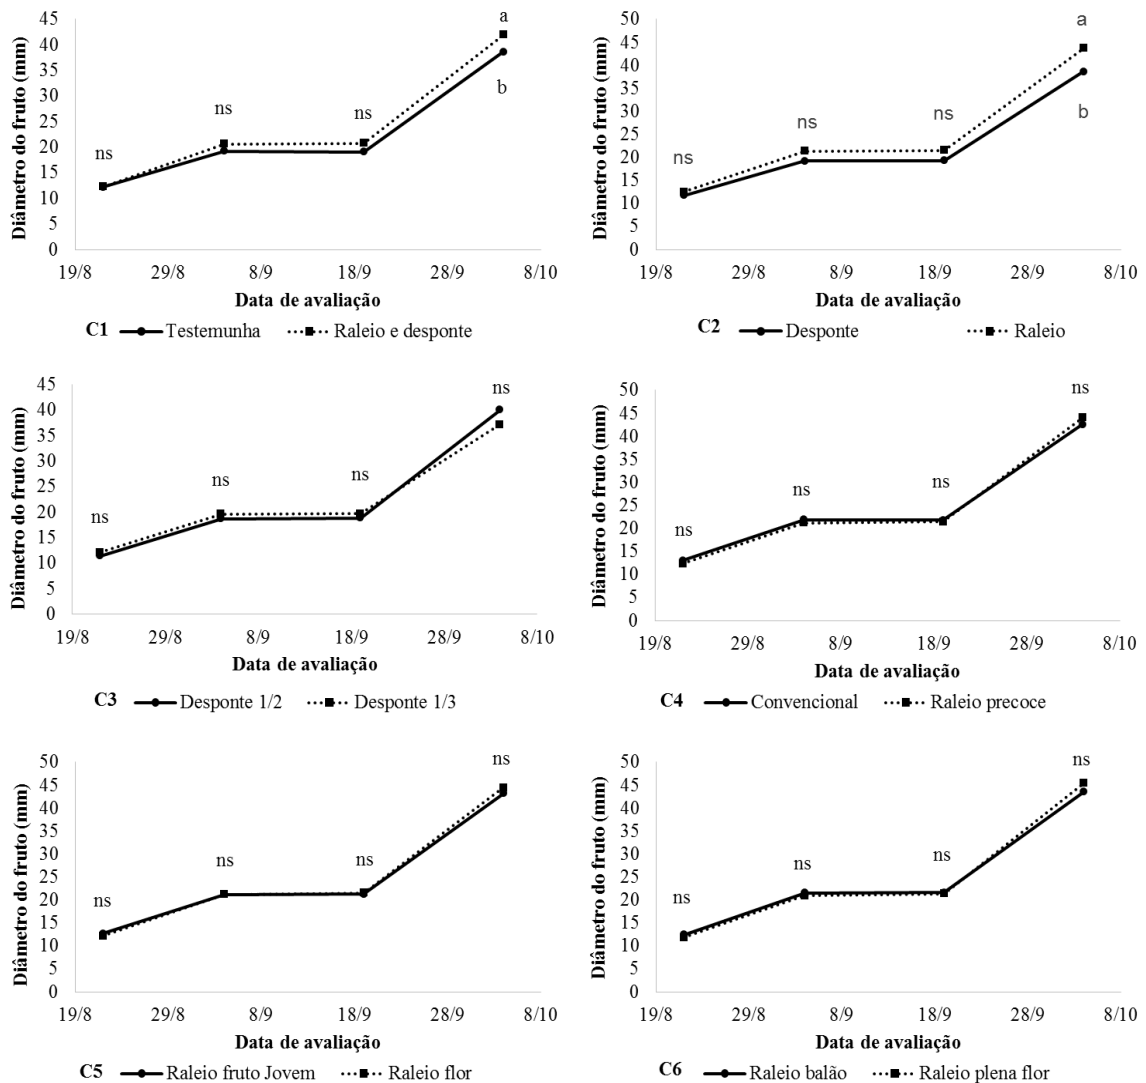 Diâmetro do fruto (mm)
45
40
35
30
25
20
15
10
5
0
ns
ns
ns
a
b
19/8 29/8 8/9 18/9 28/9 8/10
Data de avaliação
C1 Testemunha Raleio e desponte
Diâmetro do fruto (mm)
50
45
40
35
30
25
20
15
10
5
0
ns
ns
ns
a
b
19/8 29/8 8/9 18/9 28/9 8/10
Data de avaliação
C2 Desponte Raleio
Diâmetro do fruto (mm)
45
40
35
30
25
20
15
10
5
0
ns
ns
ns
ns
19/8 29/8 8/9 18/9 28/9 8/10
Data de avaliação
C3 Desponte 1/2 Desponte 1/3
Diâmetro do fruto (mm)
50
45
40
35
30
25
20
15
10
5
0
ns
ns
ns
ns
19/8 29/8 8/9 18/9 28/9 8/10
Data de avaliação
C4 Convencional Raleio precoce
Diâmetro do fruto (mm)
50
45
40
35
30
25
20
15
10
5
0
ns
ns
ns
ns
19/8 29/8 8/9 18/9 28/9 8/10
Data de avaliação
C5 Raleio fruto Jovem Raleio flor
Diâmetro do fruto (mm)
50
45
40
35
30
25
20
15
10
5
0
ns
ns
ns
ns
19/8 29/8 8/9 18/9 28/9 8/10
Data de avaliação
C6 Raleio balão Raleio plena flor